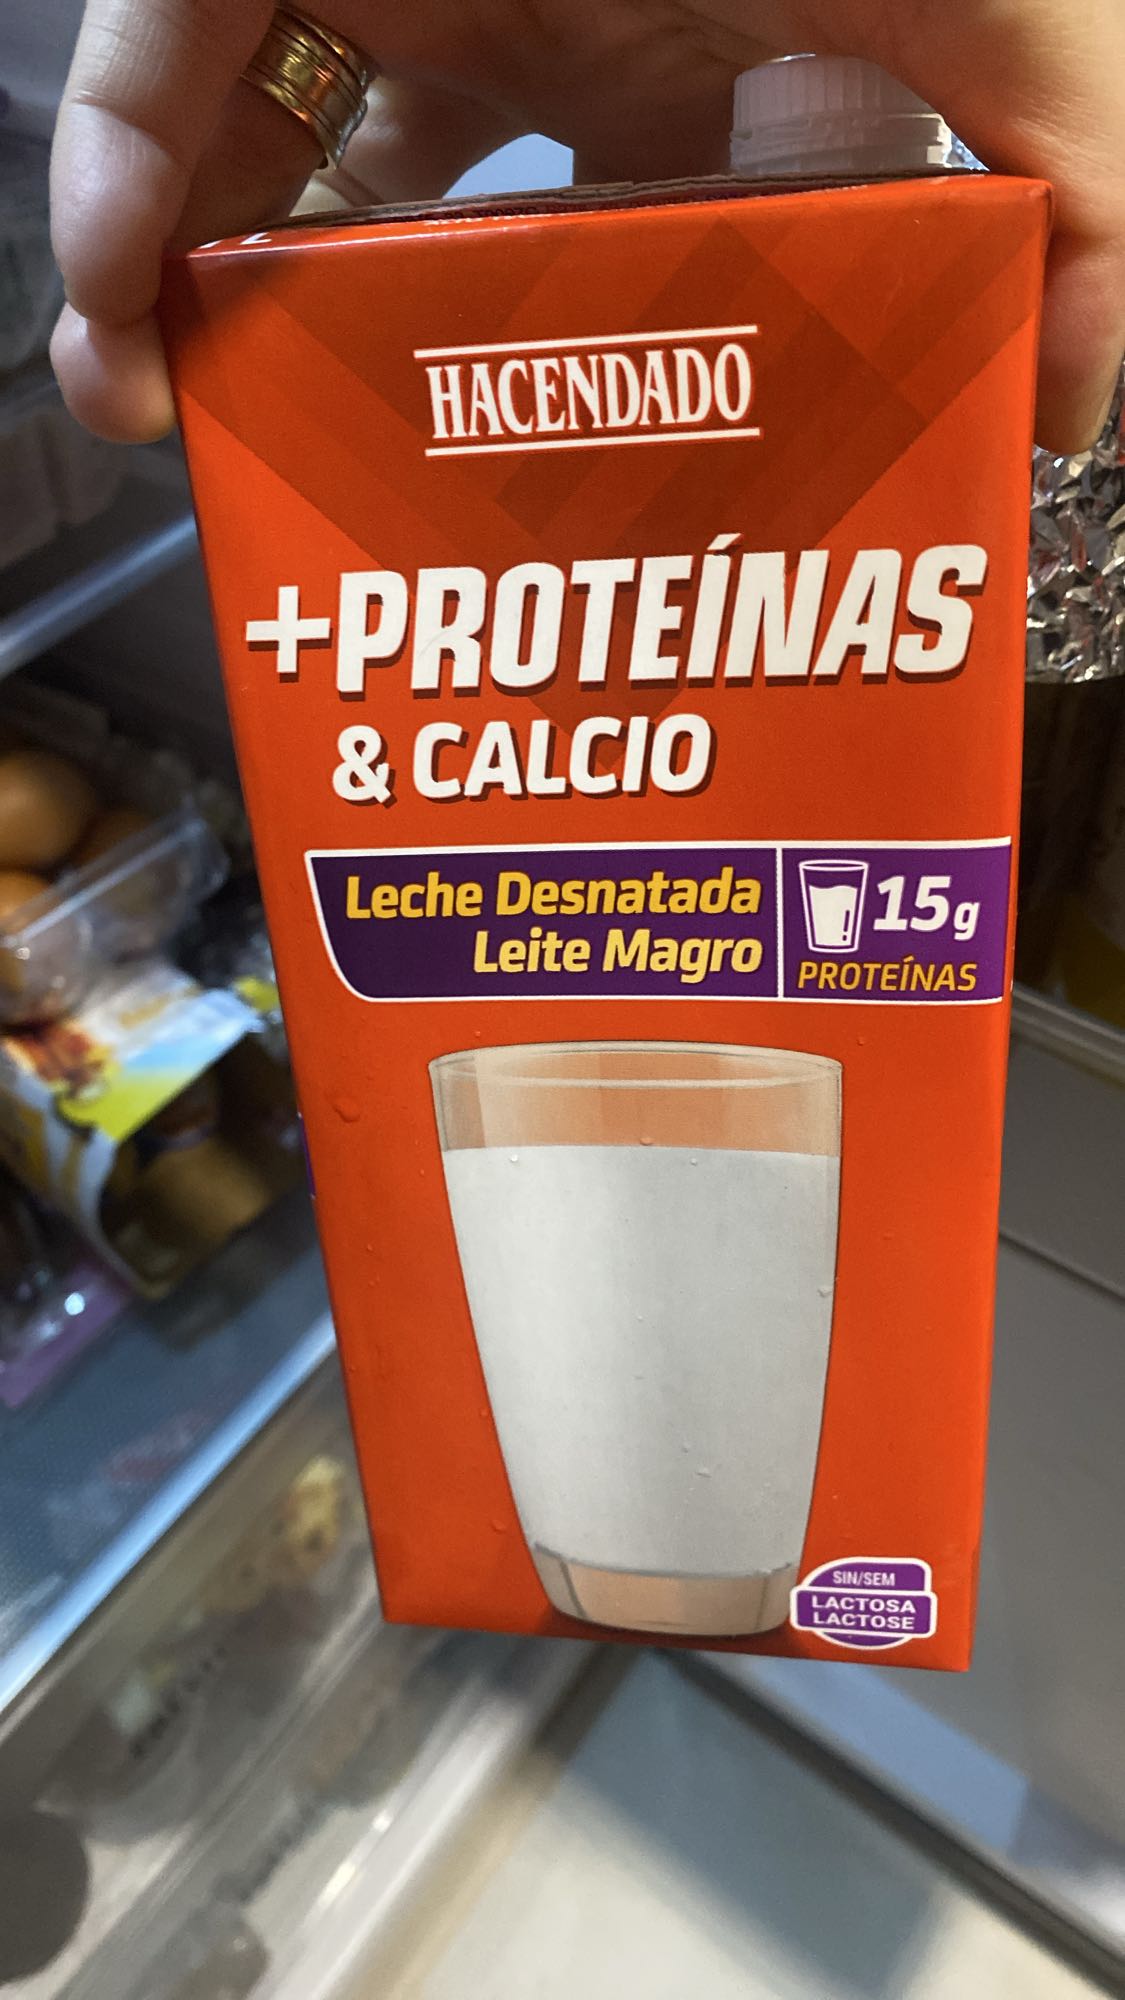 HACENDADO
+PROTEÍNAS
& CALCIO
Leche Desnatada
Leite Magro
15g
PROTEÍNAS
SIN/SEM
LACTOSA
LACTOSE